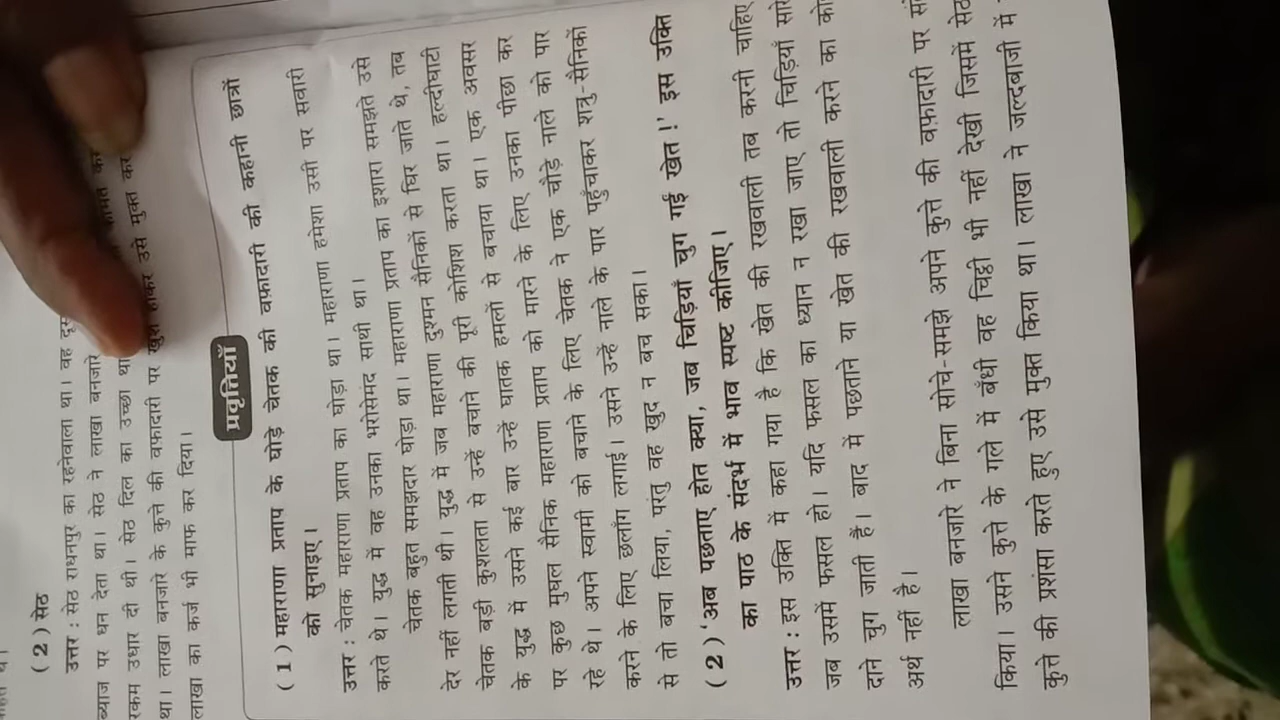 (2) सेठ
उत्तर : सेठ राधनपुर का रहनेवाला था। वह
ब्याज पर धन देता था। सेठ ने लाखा बनजारे
रकम उधार दी थी। सेठ दिल का उच्छा था
था। लाखा बनजारे के कुत्ते की वफादारी पर खुश होकर उसे मुक्त कर
लाखा का कर्ज भी माफ कर दिया।
प्रवृत्तियाँ
(1) महाराणा प्रताप के घोड़े चेतक की वफादारी की कहानी छात्रों
को सुनाइए।
उत्तर : चेतक महाराणा प्रताप का घोड़ा था। महाराणा हमेशा उसी पर सवारी
करते थे। युद्ध में वह उनका भरोसेमंद साथी था।
चेतक बहुत समझदार घोड़ा था। महाराणा प्रताप का इशारा समझते उसे
देर नहीं लगती थी। युद्ध में जब महाराणा दुश्मन सैनिकों से घिर जाते थे, तब
चेतक बड़ी कुशलता से उन्हें बचाने की पूरी कोशिश करता था। हल्दीघाटी
के युद्ध में उसने कई बार उन्हें घातक हमलों से बचाया था। एक अवसर
पर कुछ मुघल सैनिक महाराणा प्रताप को मारने के लिए उनका पीछा कर
रहे थे। अपने स्वामी को बचाने के लिए चेतक ने एक चौड़े नाले को पार
करने के लिए छलाँग लगाई। उसने उन्हें नाले के पार पहुँचाकर शत्रु-सैनिकों
से तो बचा लिया, परंतु वह खुद न बच सका।
(2) 'अब पछताए होत क्या, जब चिड़ियाँ चुग गई खेत!' इस उक्ति
का पाठ के संदर्भ में भाव स्पष्ट कीजिए।
उत्तर : इस उक्ति में कहा गया है कि खेत की रखवाली तब करनी चाहिए
जब उसमें फसल हो। यदि फसल का ध्यान न रखा जाए तो चिड़ियाँ
दाने चुग जाती हैं। बाद में पछताने या खेत की रखवाली करने का
अर्थ नहीं है।
लाखा बनजारे ने बिना सोचे-समझे अपने कुत्ते की वफ़ादारी पर
किया। उसने कुत्ते के गले में बँधी वह चिट्ठी भी नहीं देखी जिसमें सेठ
कुत्ते की प्रशंसा करते हुए उसे मुक्त किया था। लाखा ने जल्दबाजी में